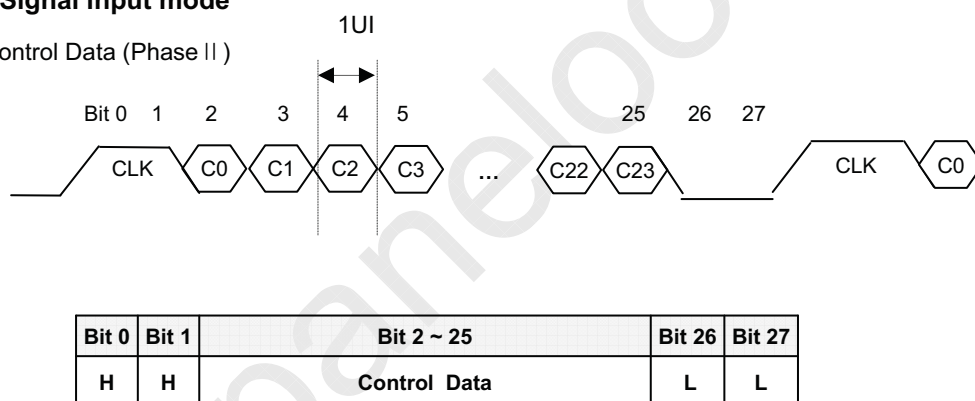 Signal input mode
ontrol Data (Phase II)
1UI
Bit 0 1 2 3 4 5 25 26 27
CLK C0 C1 C2 C3 ... C22 C23 CLK C0
Bit 0 Bit 1 Bit 2 ~ 25 Bit 26 Bit 27
H H Control Data L L